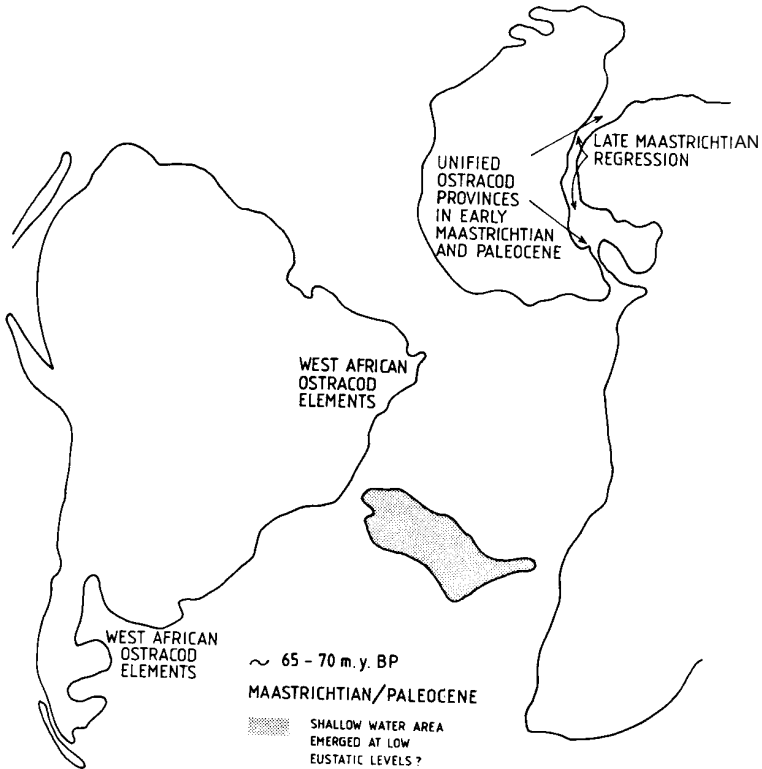 UNIFIED
OSTRACOD
PROVINCES
IN EARLY
MAASTRICHTIAN
AND PALEOCENE
LATE MAASTRICHTIAN
REGRESSION
WEST AFRICAN
OSTRACOD
ELEMENTS
WEST AFRICAN
OSTRACOD
ELEMENTS
~ 65 - 70 m. y. BP
MAASTRICHTIAN/PALEOCENE
SHALLOW WATER AREA
EMERGED AT LOW
EUSTATIC LEVELS ?